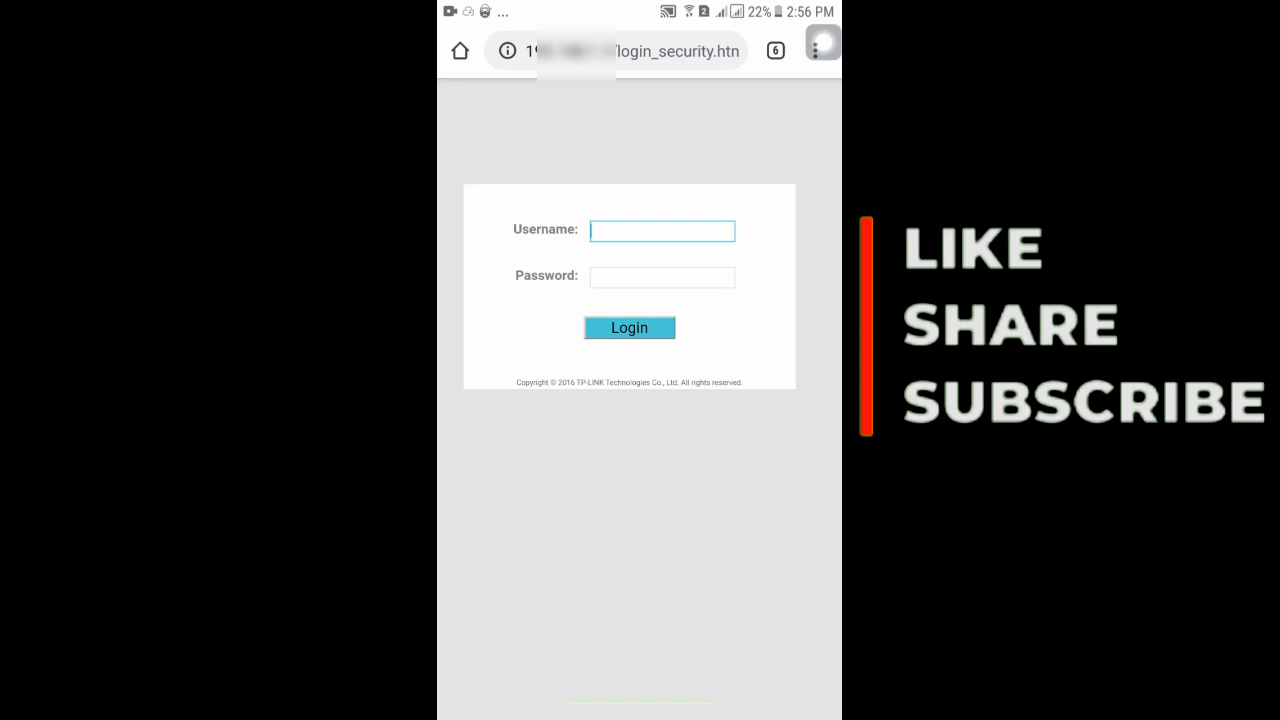 ... 2 22% 2:56 PM
/login_security.htn 6
Username:
Password:
Login
Copyright © 2016 TP-LINK Technologies Co., Ltd. All rights reserved.
LIKE
SHARE
SUBSCRIBE